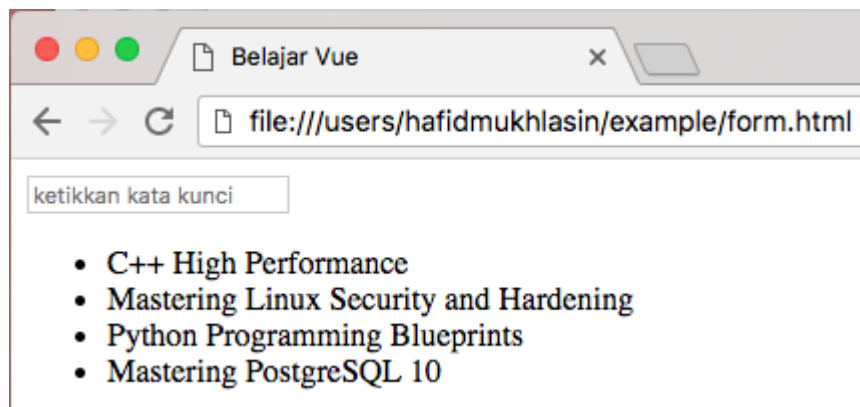 Belajar Vue
file:///users/hafidmukhlasin/example/form.html
ketikkan kata kunci
• C++ High Performance
• Mastering Linux Security and Hardening
• Python Programming Blueprints
• Mastering PostgreSQL 10